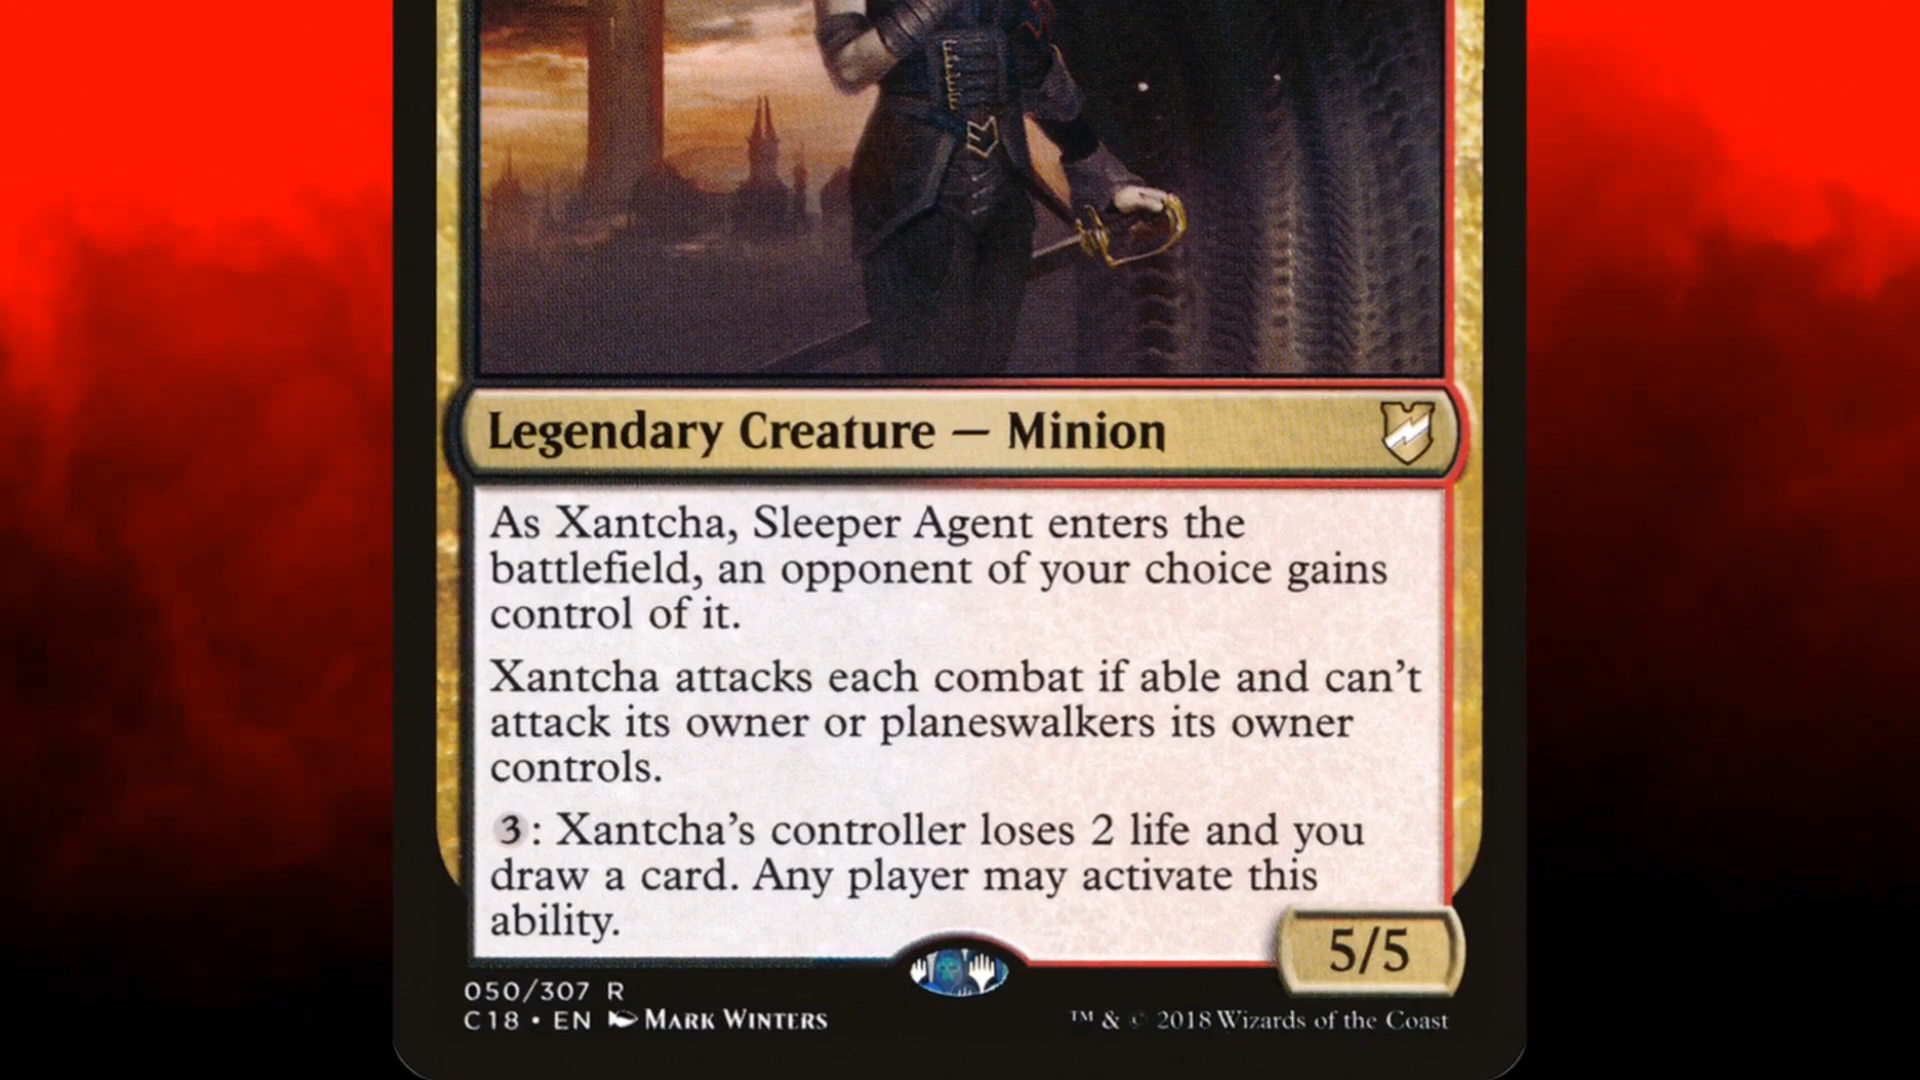 Legendary Creature — Minion
As Xantcha, Sleeper Agent enters the
battlefield, an opponent of your choice gains
control of it.
Xantcha attacks each combat if able and can't
attack its owner or planeswalkers its owner
controls.
3: Xantcha's controller loses 2 life and you
draw a card. Any player may activate this
ability.
5/5
050/307 R
C18 • EN MARK WINTERS
™ & © 2018 Wizards of the Coast